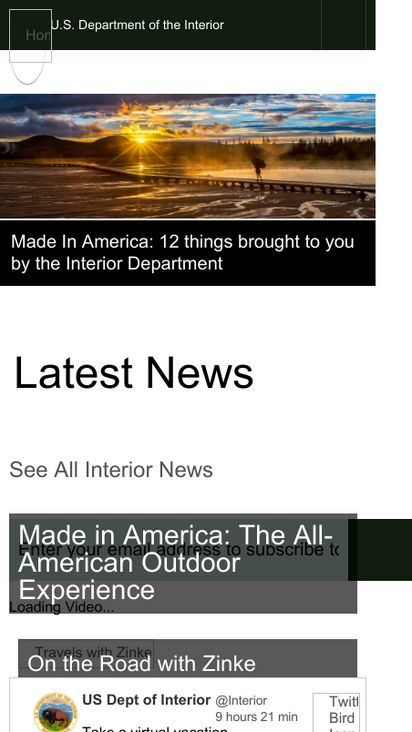 U.S. Department of the Interior
Made In America: 12 things brought to you
by the Interior Department
Latest News
See All Interior News
Made in America: The All-
Enter your email address to subscribe to
American Outdoor
Experience
Loading Video...
Travels with Zinke
On the Road with Zinke
US Dept of Interior @Interior
9 hours 21 min
Take a virtual vacation
Bird